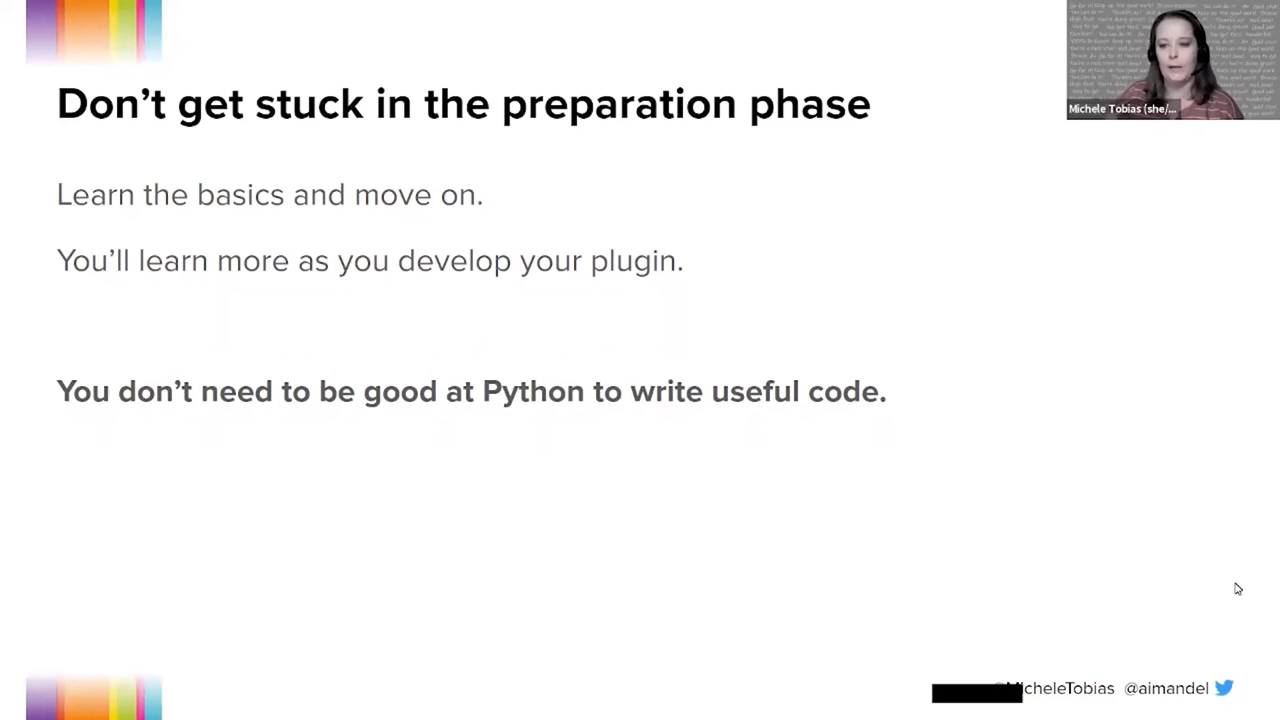 Don't get stuck in the preparation phase
Michele Tobias (she/...
Learn the basics and move on.
You'll learn more as you develop your plugin.
You don't need to be good at Python to write useful code.
@MicheleTobias @aimandel